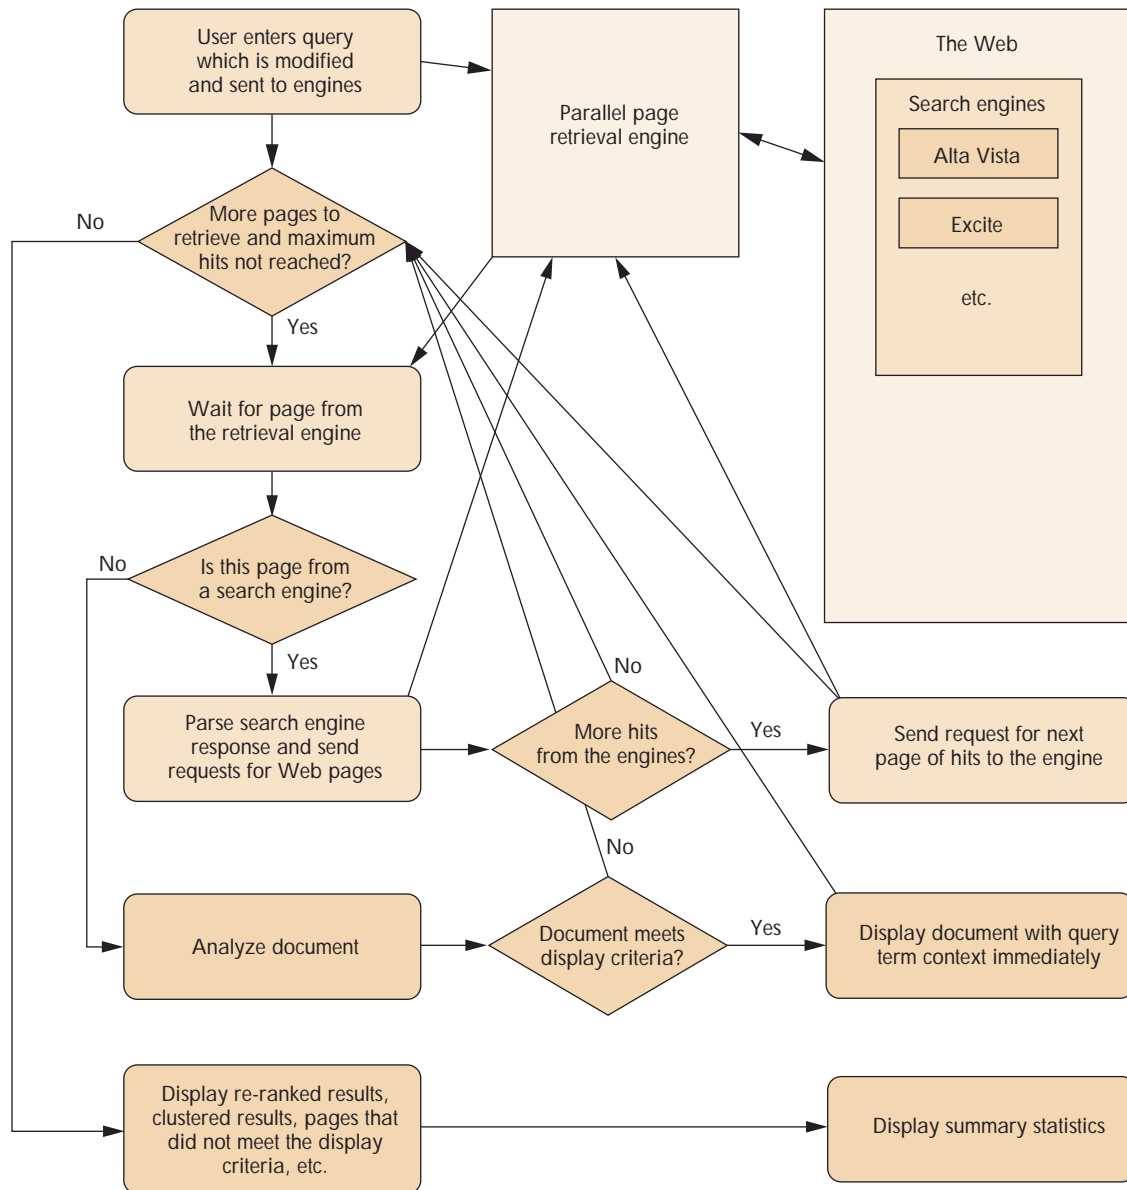 User enters query
which is modified
and sent to engines
Parallel page
retrieval engine
The Web
Search engines
Alta Vista
Excite
etc.
No
More pages to
retrieve and maximum
hits not reached?
Yes
Wait for page from
the retrieval engine
No
Is this page from
a search engine?
Yes
Parse search engine
response and send
requests for Web pages
No
More hits
from the engines?
Yes
Send request for next
page of hits to the engine
Analyze document
No
Document meets
display criteria?
Yes
Display document with query
term context immediately
Display re-ranked results,
clustered results, pages that
did not meet the display
criteria, etc.
Display summary statistics